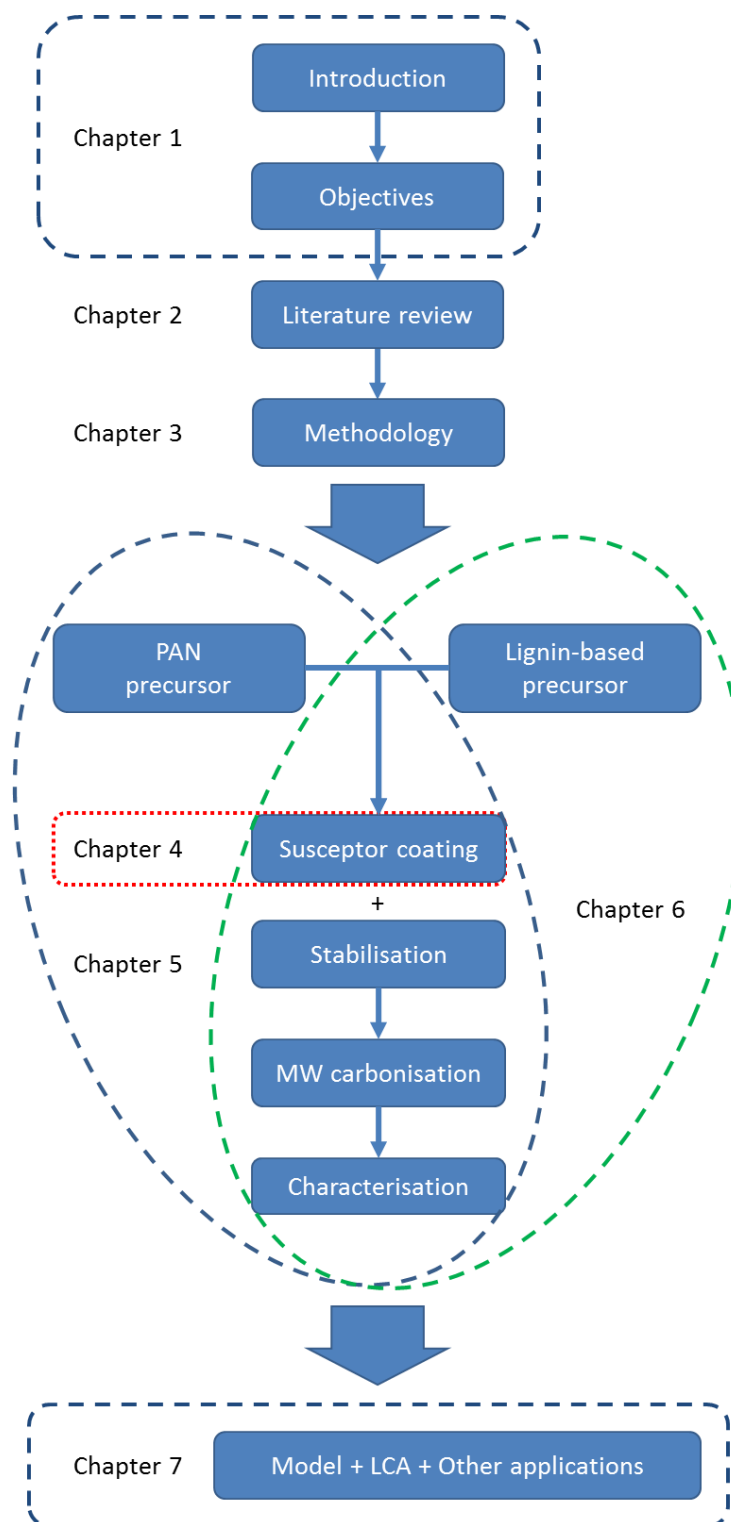 Introduction
Chapter 1
Objectives
Chapter 2
Literature review
Chapter 3
Methodology
PAN
precursor
Lignin-based
precursor
Chapter 4
Susceptor coating
+
Chapter 6
Stabilisation
Chapter 5
MW carbonisation
Characterisation
Chapter 7
Model + LCA + Other applications